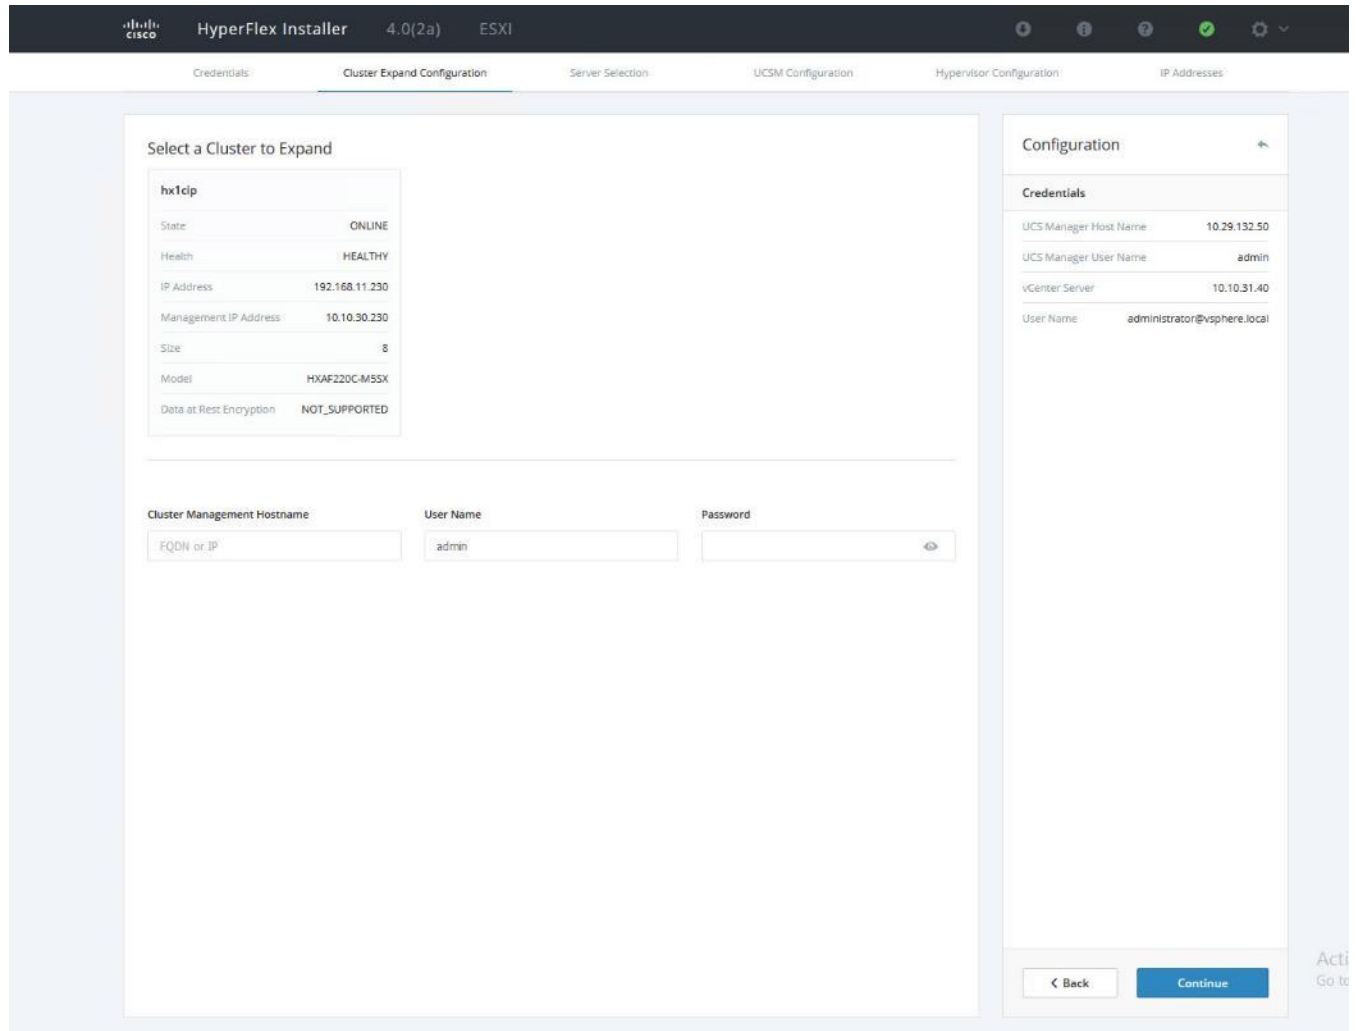 CISCO HyperFlex Installer 4.0(2a) ESXi
Credentials Cluster Expand Configuration Server Selection UCSM Configuration Hypervisor Configuration IP Addresses
Select a Cluster to Expand
hx1cip
State ONLINE
Health HEALTHY
IP Address 192.168.11.230
Management IP Address 10.10.30.230
Size 8
Model HXAF220C-M5SX
Data at Rest Encryption NOT_SUPPORTED
Cluster Management Hostname User Name Password
FQDN or IP admin
Configuration
Credentials
UCS Manager Host Name 10.29.132.50
UCS Manager User Name admin
vCenter Server 10.10.31.40
User Name administrator@vsphere.local
Back Continue
Acti
Go to